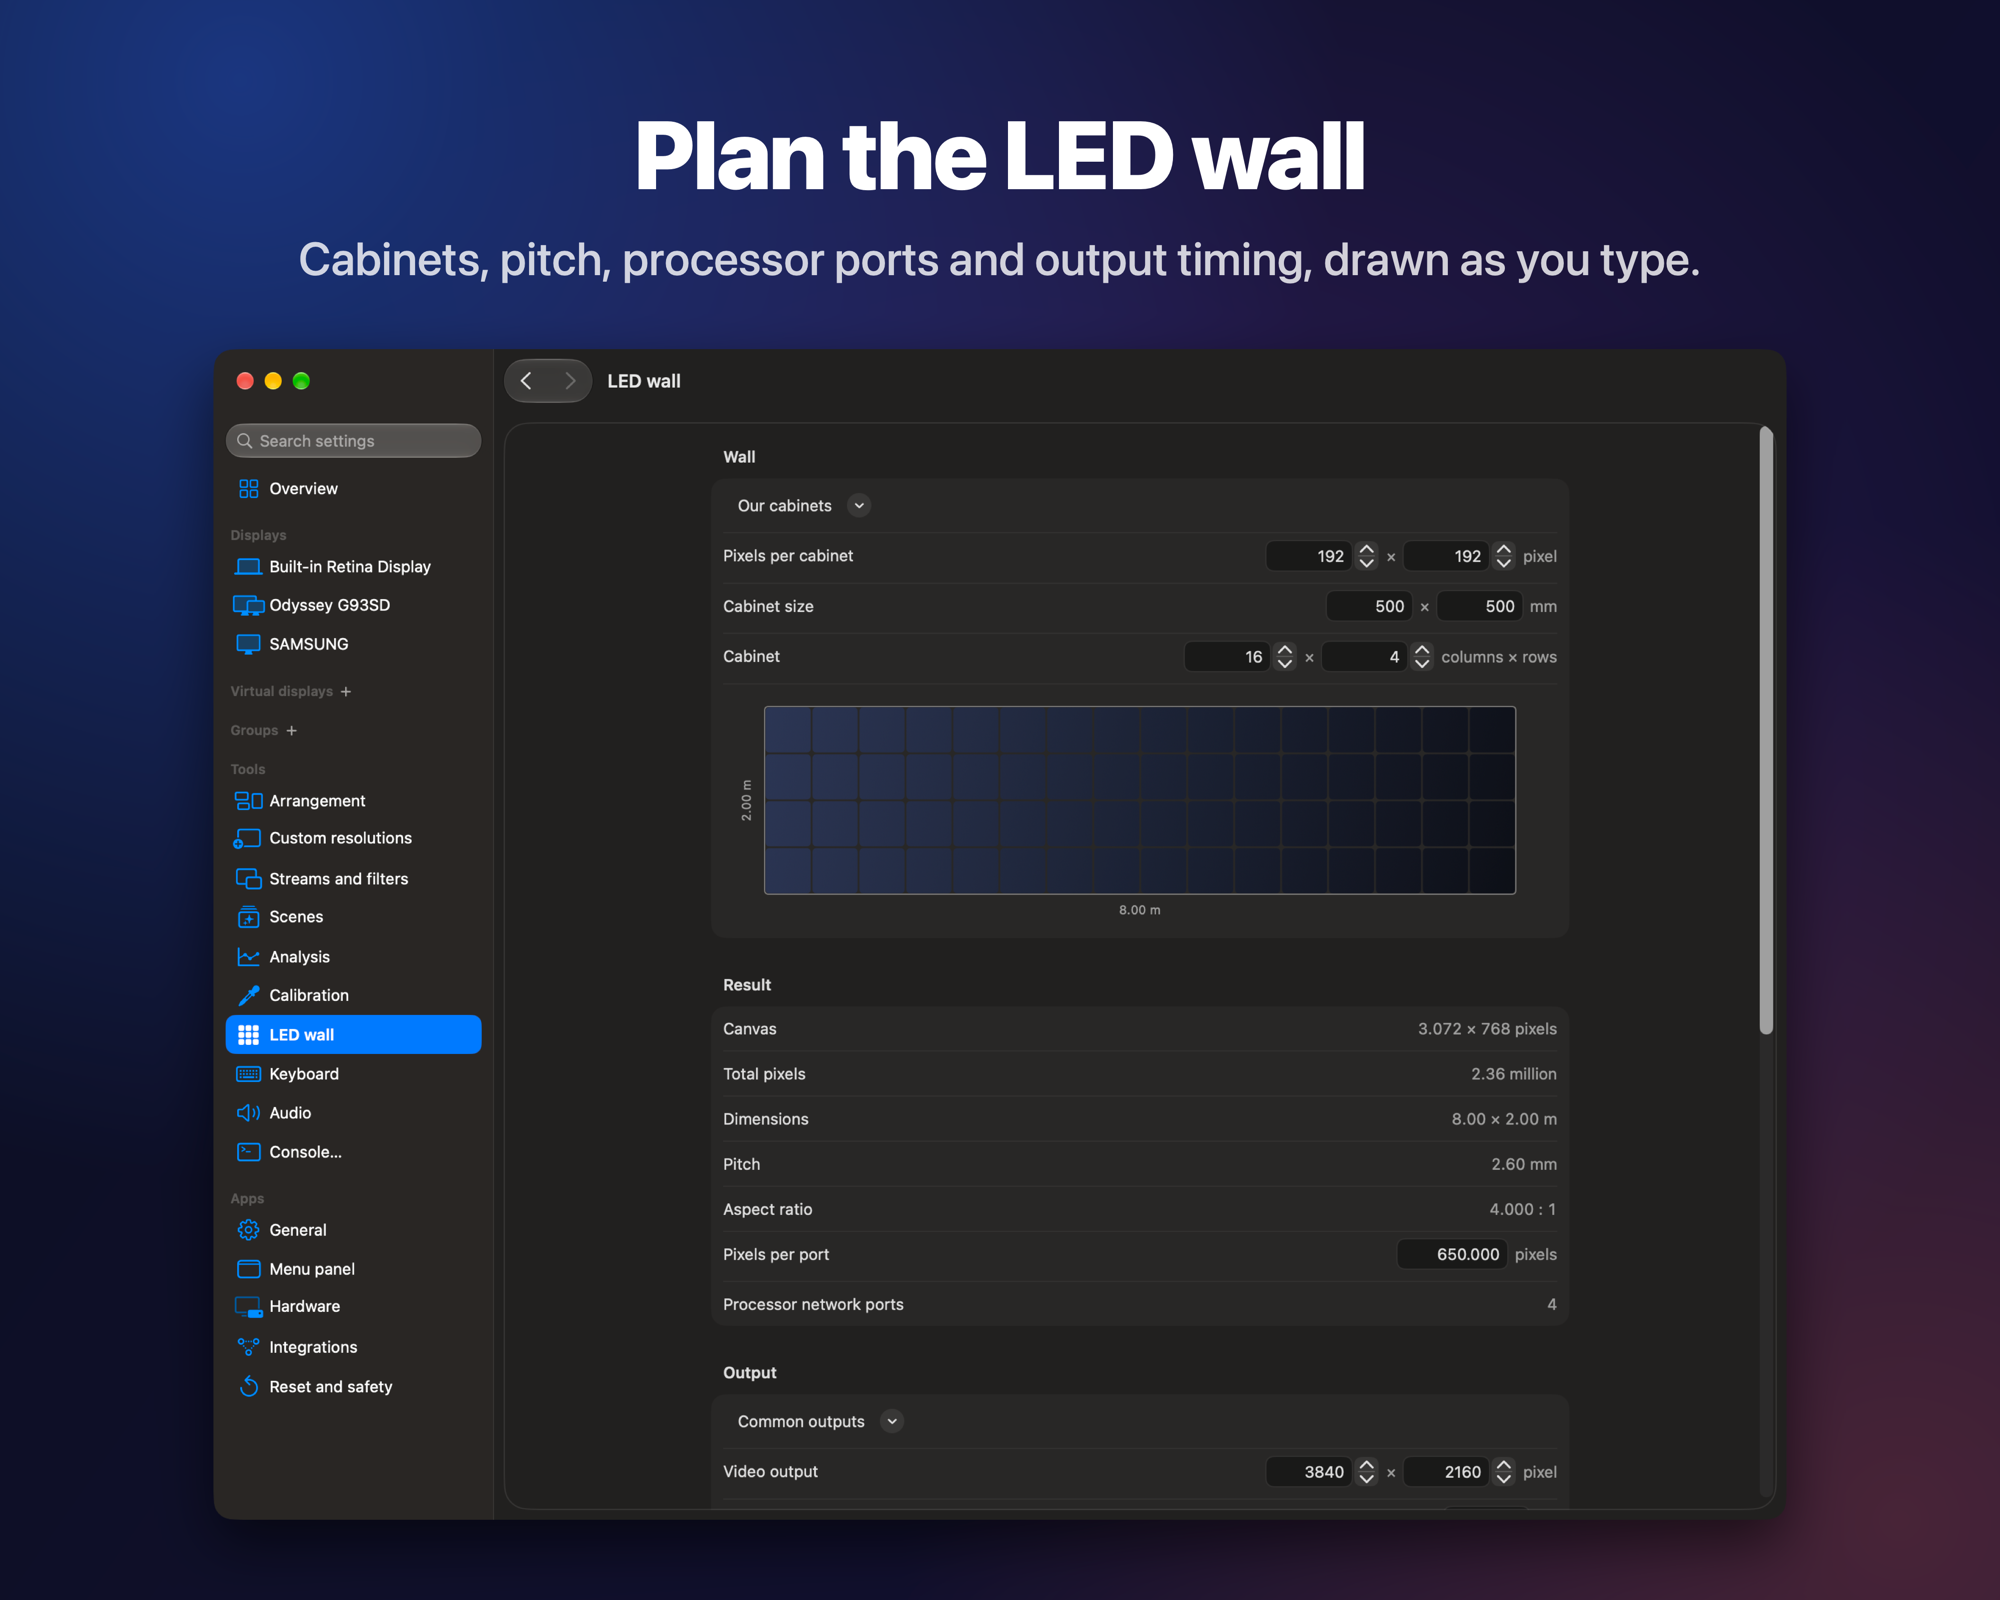 Plan the LED wall
Cabinets, pitch, processor ports and output timing, drawn as you type.
LED wall
Search settings
Overview
Displays
Built-in Retina Display
Odyssey G93SD
SAMSUNG
Virtual displays +
Groups +
Tools
Arrangement
Custom resolutions
Streams and filters
Scenes
Analysis
Calibration
LED wall
Keyboard
Audio
Console...
Apps
General
Menu panel
Hardware
Integrations
Reset and safety
Wall
Our cabinets
Pixels per cabinet 192 × 192 pixel
Cabinet size 500 × 500 mm
Cabinet 16 × 4 columns × rows
2.00 m
8.00 m
Result
Canvas 3.072 × 768 pixels
Total pixels 2.36 million
Dimensions 8.00 × 2.00 m
Pitch 2.60 mm
Aspect ratio 4.000 : 1
Pixels per port 650.000 pixels
Processor network ports 4
Output
Common outputs
Video output 3840 × 2160 pixel